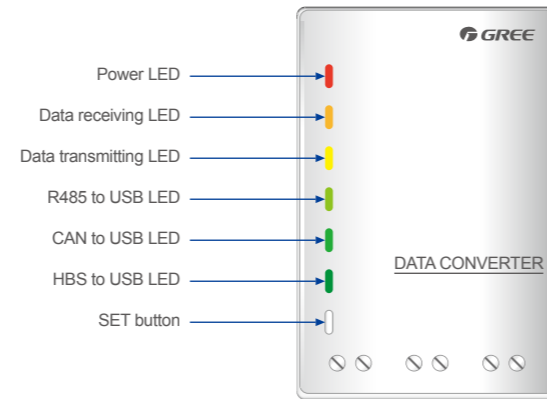 GREE
Power LED
Data receiving LED
Data transmitting LED
R485 to USB LED
CAN to USB LED
HBS to USB LED
DATA CONVERTER
SET button